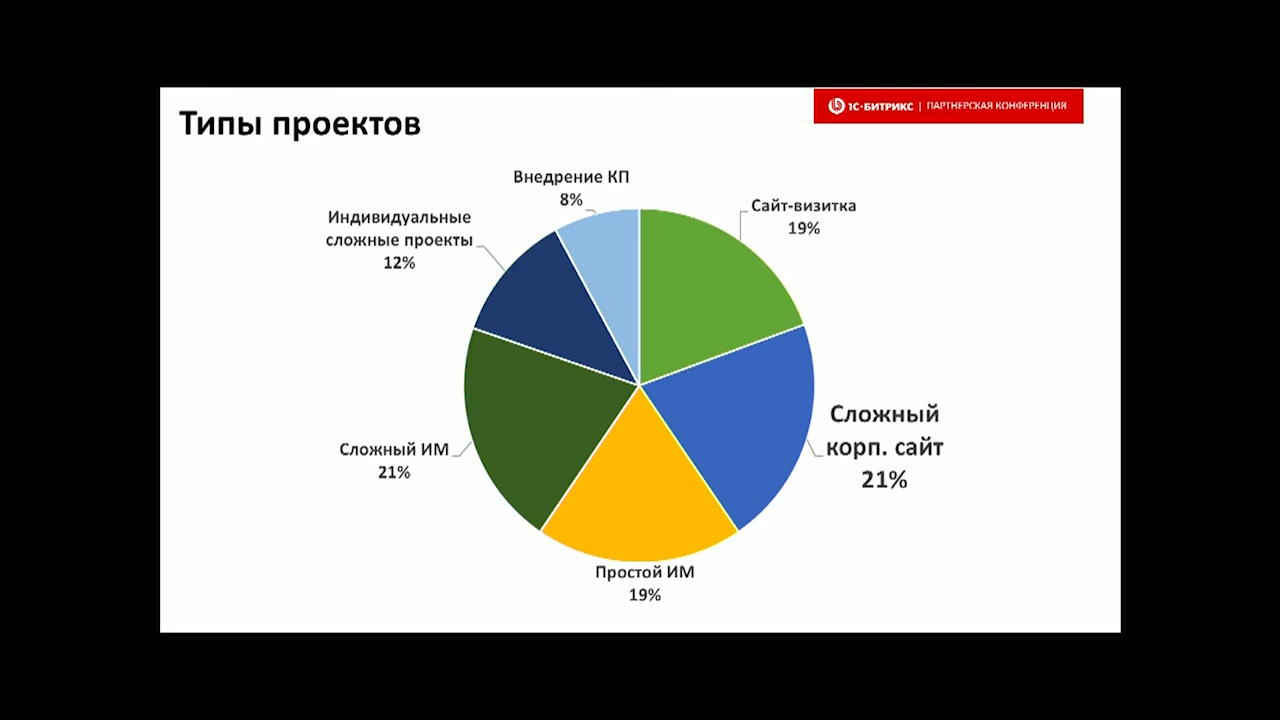 Типы проектов
1С·БИТРИКС | ПАРТНЕРСКАЯ КОНФЕРЕНЦИЯ
Внедрение КП
8%
Сайт-визитка
19%
Индивидуальные
сложные проекты
12%
Сложный
корп. сайт
21%
Сложный ИМ
21%
Простой ИМ
19%